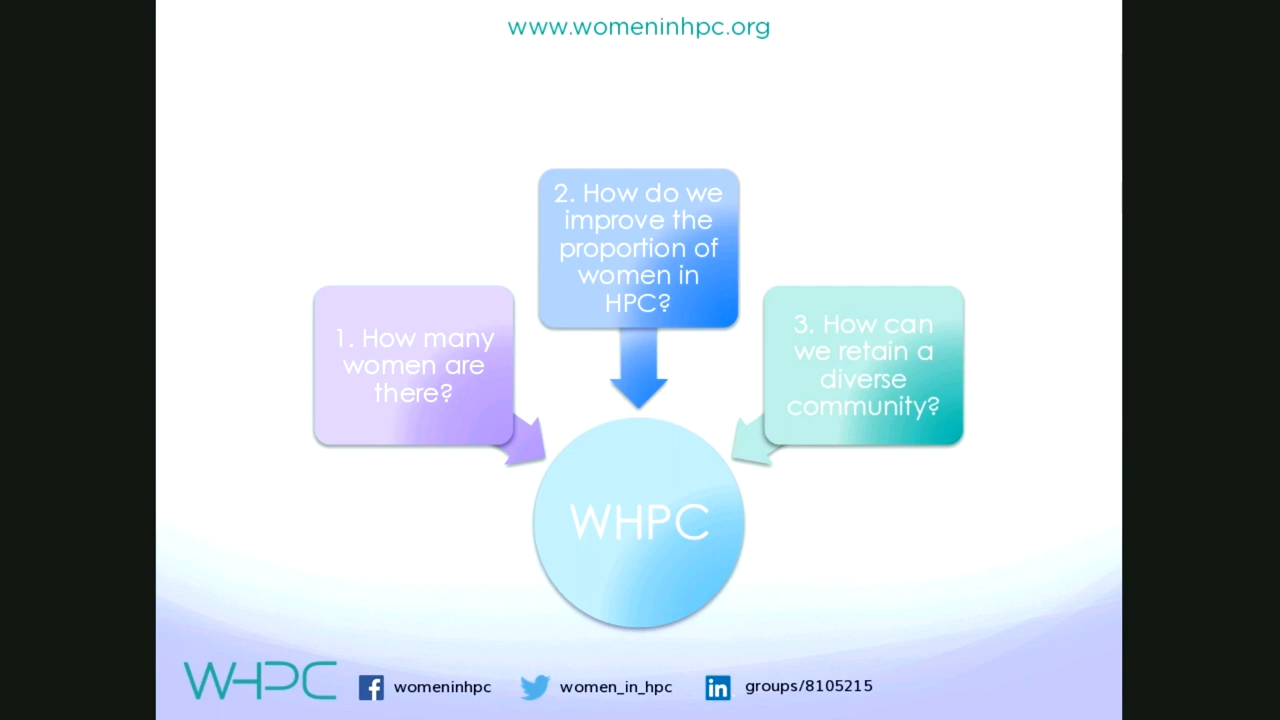 www.womeninhpc.org
2. How do we
improve the
proportion of
women in
HPC?
1. How many
women are
there?
3. How can
we retain a
diverse
community?
WHPC
WHPC
womeninhpc
women_in_hpc
groups/8105215